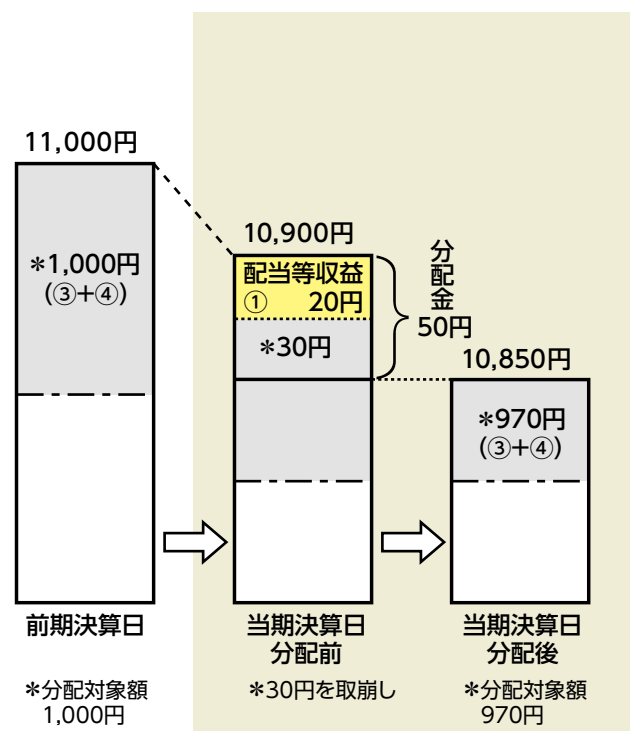 11,000円
*1,000円
(③+④)
10,900円
配当等収益
① 20円
*30円
分配金
50円
10,850円
*970円
(③+④)
前期決算日
当期決算日
分配前
当期決算日
分配後
*分配対象額
1,000円
*30円を取崩し
*分配対象額
970円